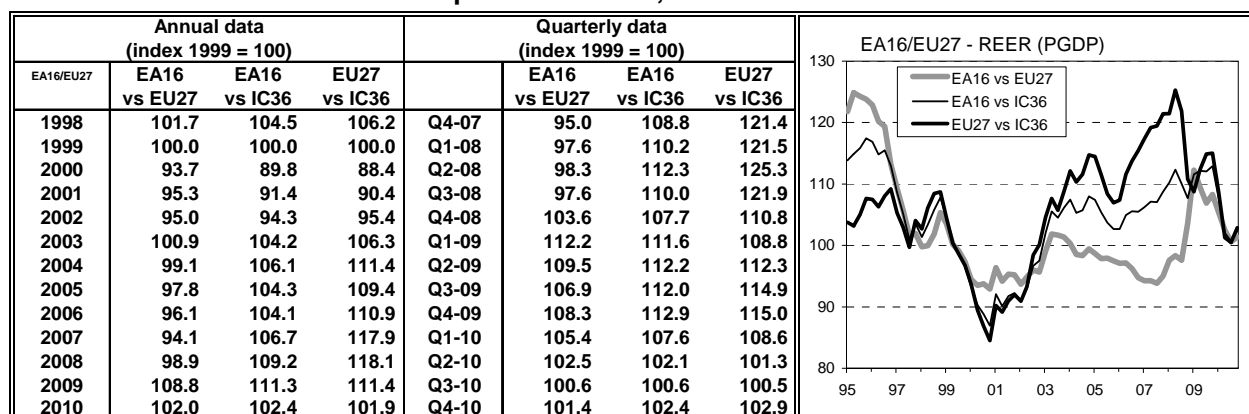 Annual data Quarterly data
(index 1999 = 100) (index 1999 = 100)
EA16/EU27 EA16 EA16 EU27 EA16 EA16 EU27
vs EU27 vs IC36 vs IC36 vs EU27 vs IC36 vs IC36
1998 101.7 104.5 106.2 Q4-07 95.0 108.8 121.4
1999 100.0 100.0 100.0 Q1-08 97.6 110.2 121.5
2000 93.7 89.8 88.4 Q2-08 98.3 112.3 125.3
2001 95.3 91.4 90.4 Q3-08 97.6 110.0 121.9
2002 95.0 94.3 95.4 Q4-08 103.6 107.7 110.8
2003 100.9 104.2 106.3 Q1-09 112.2 111.6 108.8
2004 99.1 106.1 111.4 Q2-09 109.5 112.2 112.3
2005 97.8 104.3 109.4 Q3-09 106.9 112.0 114.9
2006 96.1 104.1 110.9 Q4-09 108.3 112.9 115.0
2007 94.1 106.7 117.9 Q1-10 105.4 107.6 108.6
2008 98.9 109.2 118.1 Q2-10 102.5 102.1 101.3
2009 108.8 111.3 111.4 Q3-10 100.6 100.6 100.5
2010 102.0 102.4 101.9 Q4-10 101.4 102.4 102.9
EA16/EU27 - REER (PGDP)
130
EA16 vs EU27
EA16 vs IC36
EU27 vs IC36
120
110
100
90
80
95 97 99 01 03 05 07 09